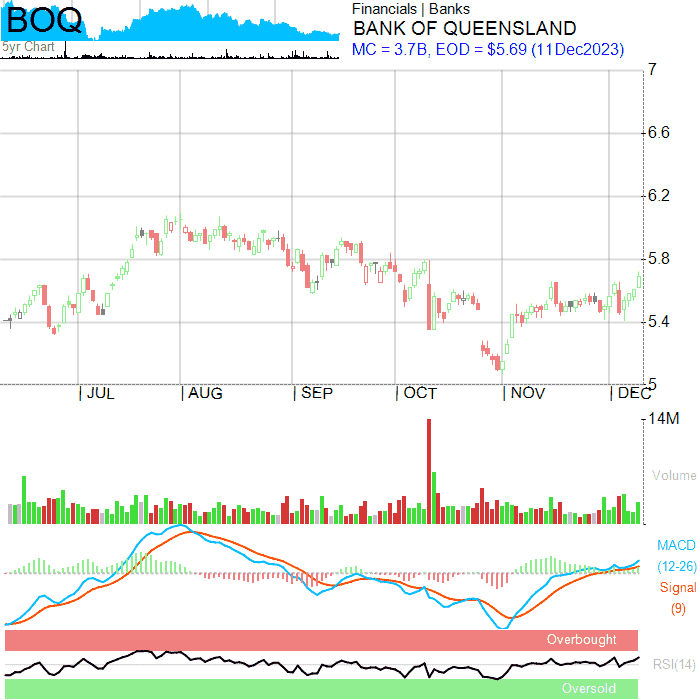 BOQ
5yr Chart
Financials | Banks
BANK OF QUEENSLAND
MC = 3.7B, EOD = $5.69 (11Dec2023)
7
6.6
6.2
5.8
5.4
5
| JUL | AUG | SEP | OCT | NOV | DEC
14M
Volume
MACD
(12-26)
Signal
(9)
Overbought
RSI(14)
Oversold